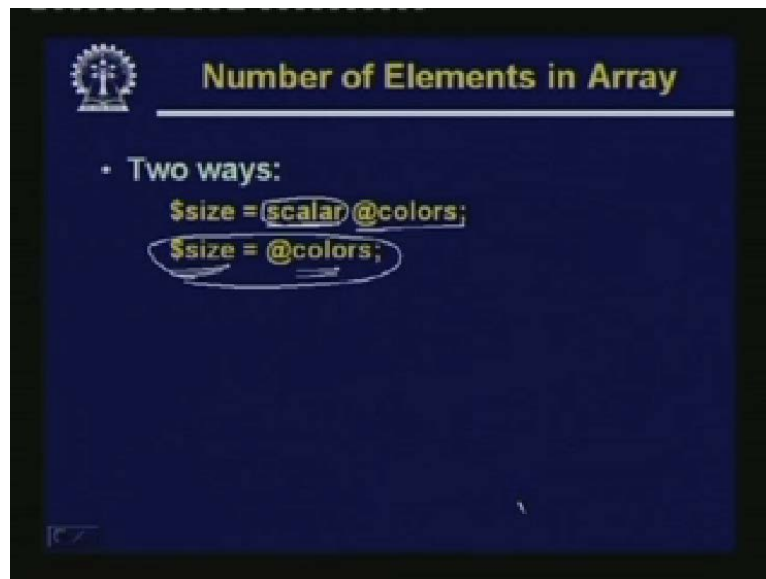 Number of Elements in Array
• Two ways:
$size = scalar @colors;
$size = @colors;